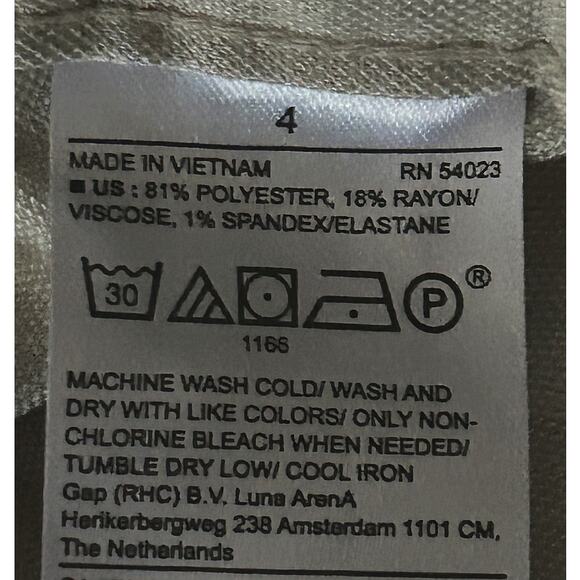 4
MADE IN VIETNAM RN 54023
■ US : 81% POLYESTER, 18% RAYON/
VISCOSE, 1% SPANDEX/ELASTANE
30 P ®
1166
MACHINE WASH COLD/ WASH AND
DRY WITH LIKE COLORS/ ONLY NON-
CHLORINE BLEACH WHEN NEEDED/
TUMBLE DRY LOW/ COOL IRON
Gap (RHC) B.V. Luna ArenA
Herikerbergweg 238 Amsterdam 1101 CM,
The Netherlands